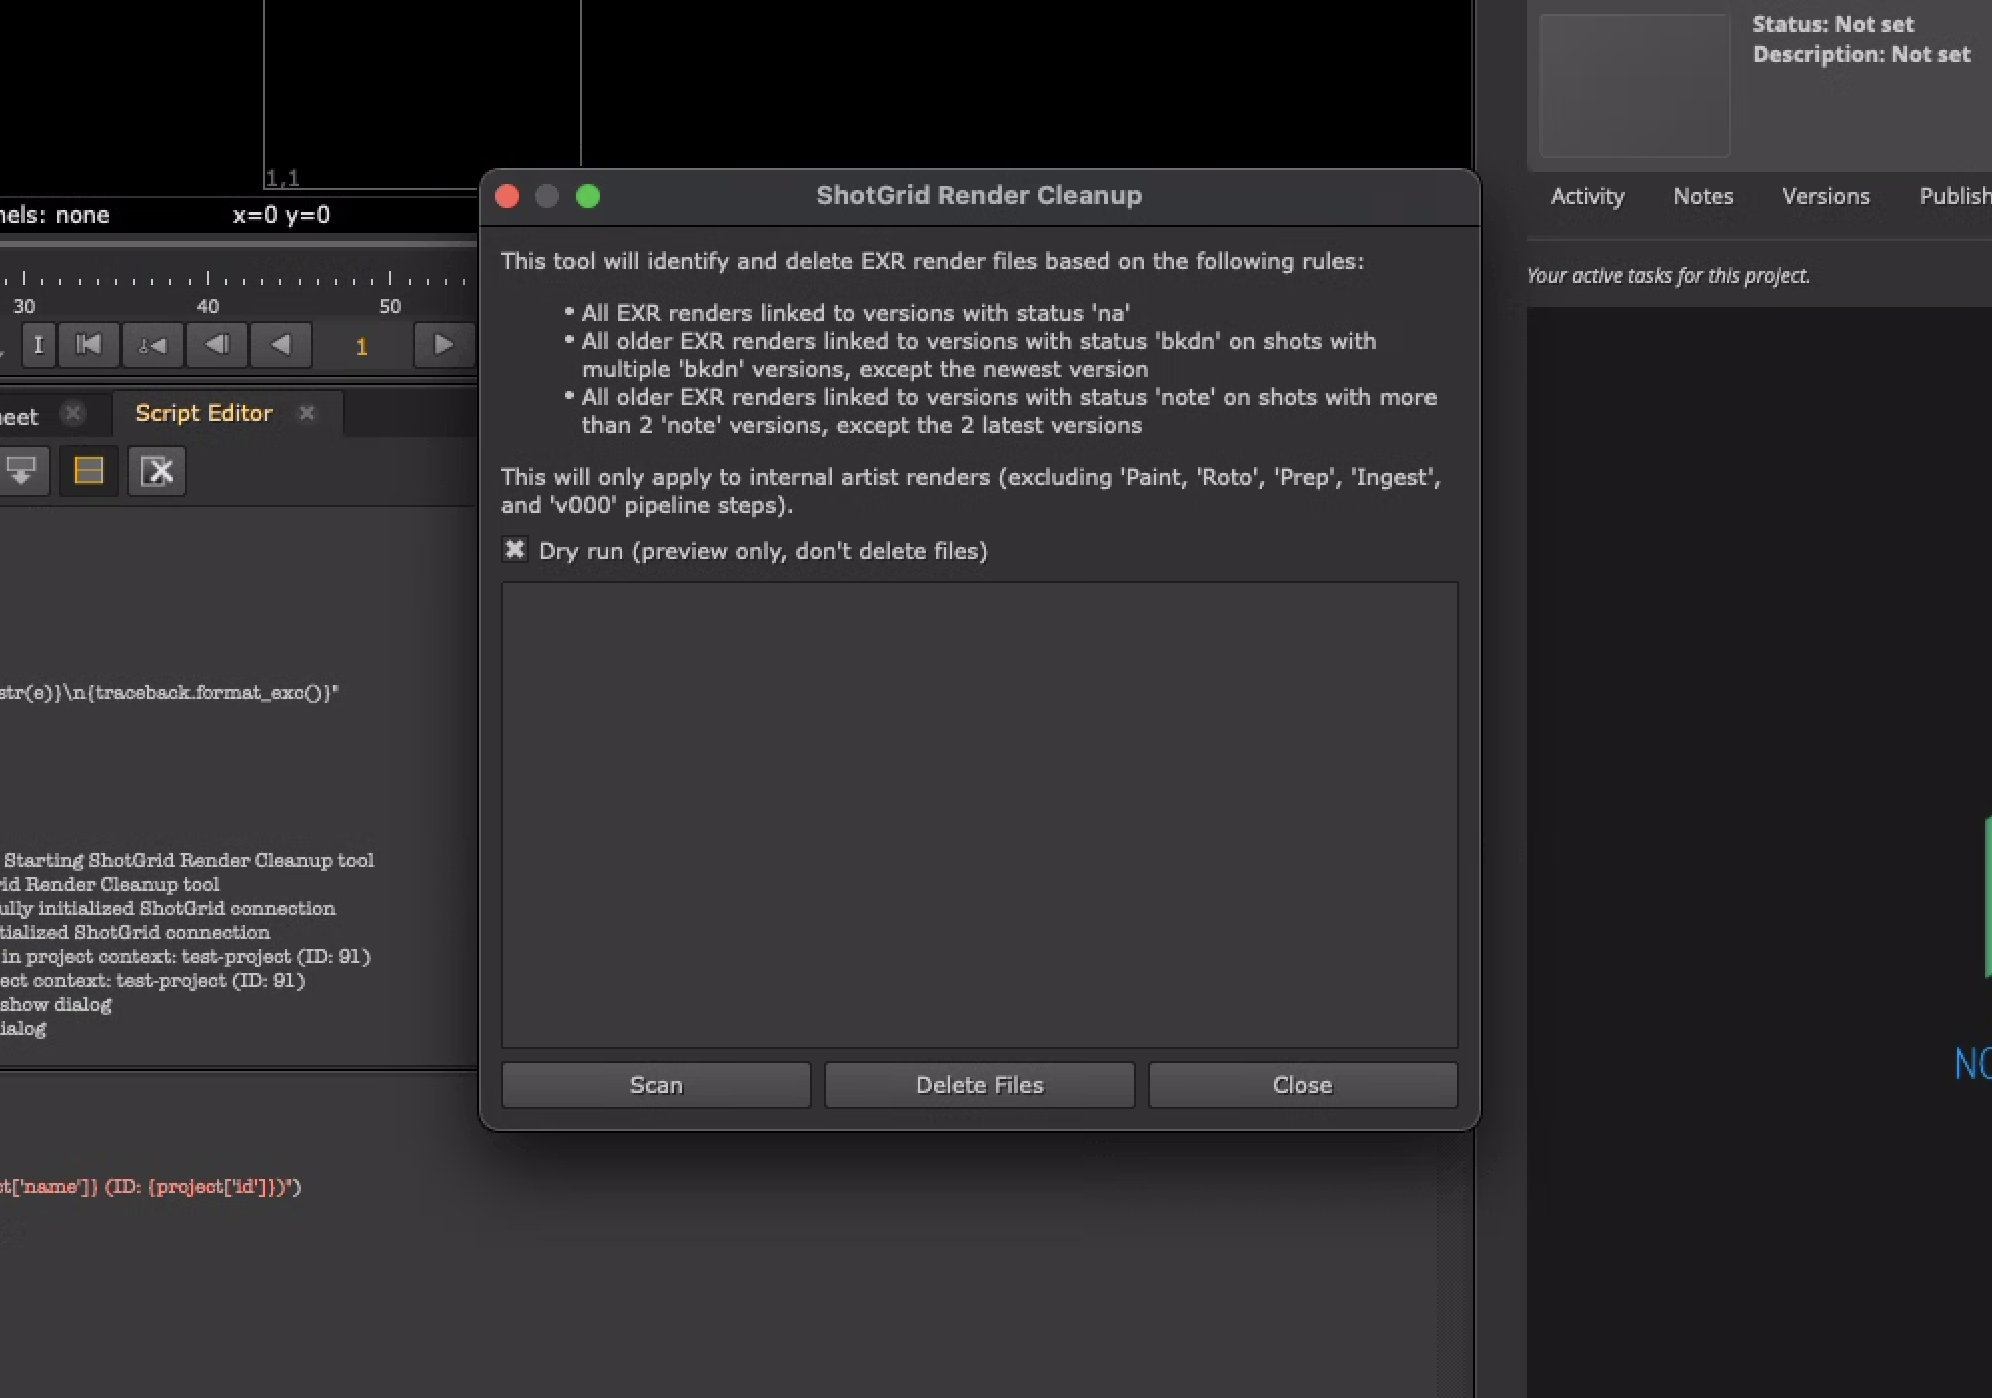 Status: Not set
Description: Not set
1,1
nels: none
x=0 y=0
ShotGrid Render Cleanup
Activity
Notes
Versions
Publish
This tool will identify and delete EXR render files based on the following rules:
Your active tasks for this project.
30
40
50
• All EXR renders linked to versions with status 'na'
• All older EXR renders linked to versions with status 'bkdn' on shots with
multiple 'bkdn' versions, except the newest version
• All older EXR renders linked to versions with status 'note' on shots with more
than 2 'note' versions, except the 2 latest versions
I
1
eet
Script Editor
This will only apply to internal artist renders (excluding 'Paint, 'Roto', 'Prep', 'Ingest',
and 'v000' pipeline steps).
Dry run (preview only, don't delete files)
str(e)}\n{traceback.format_exc()}"
Starting ShotGrid Render Cleanup tool
rid Render Cleanup tool
ully initialized ShotGrid connection
tialized ShotGrid connection
in project context: test-project (ID: 91)
ect context: test-project (ID: 91)
show dialog
ialog
Scan
Delete Files
Close
NO
ct['name']} (ID: {project['id']})")